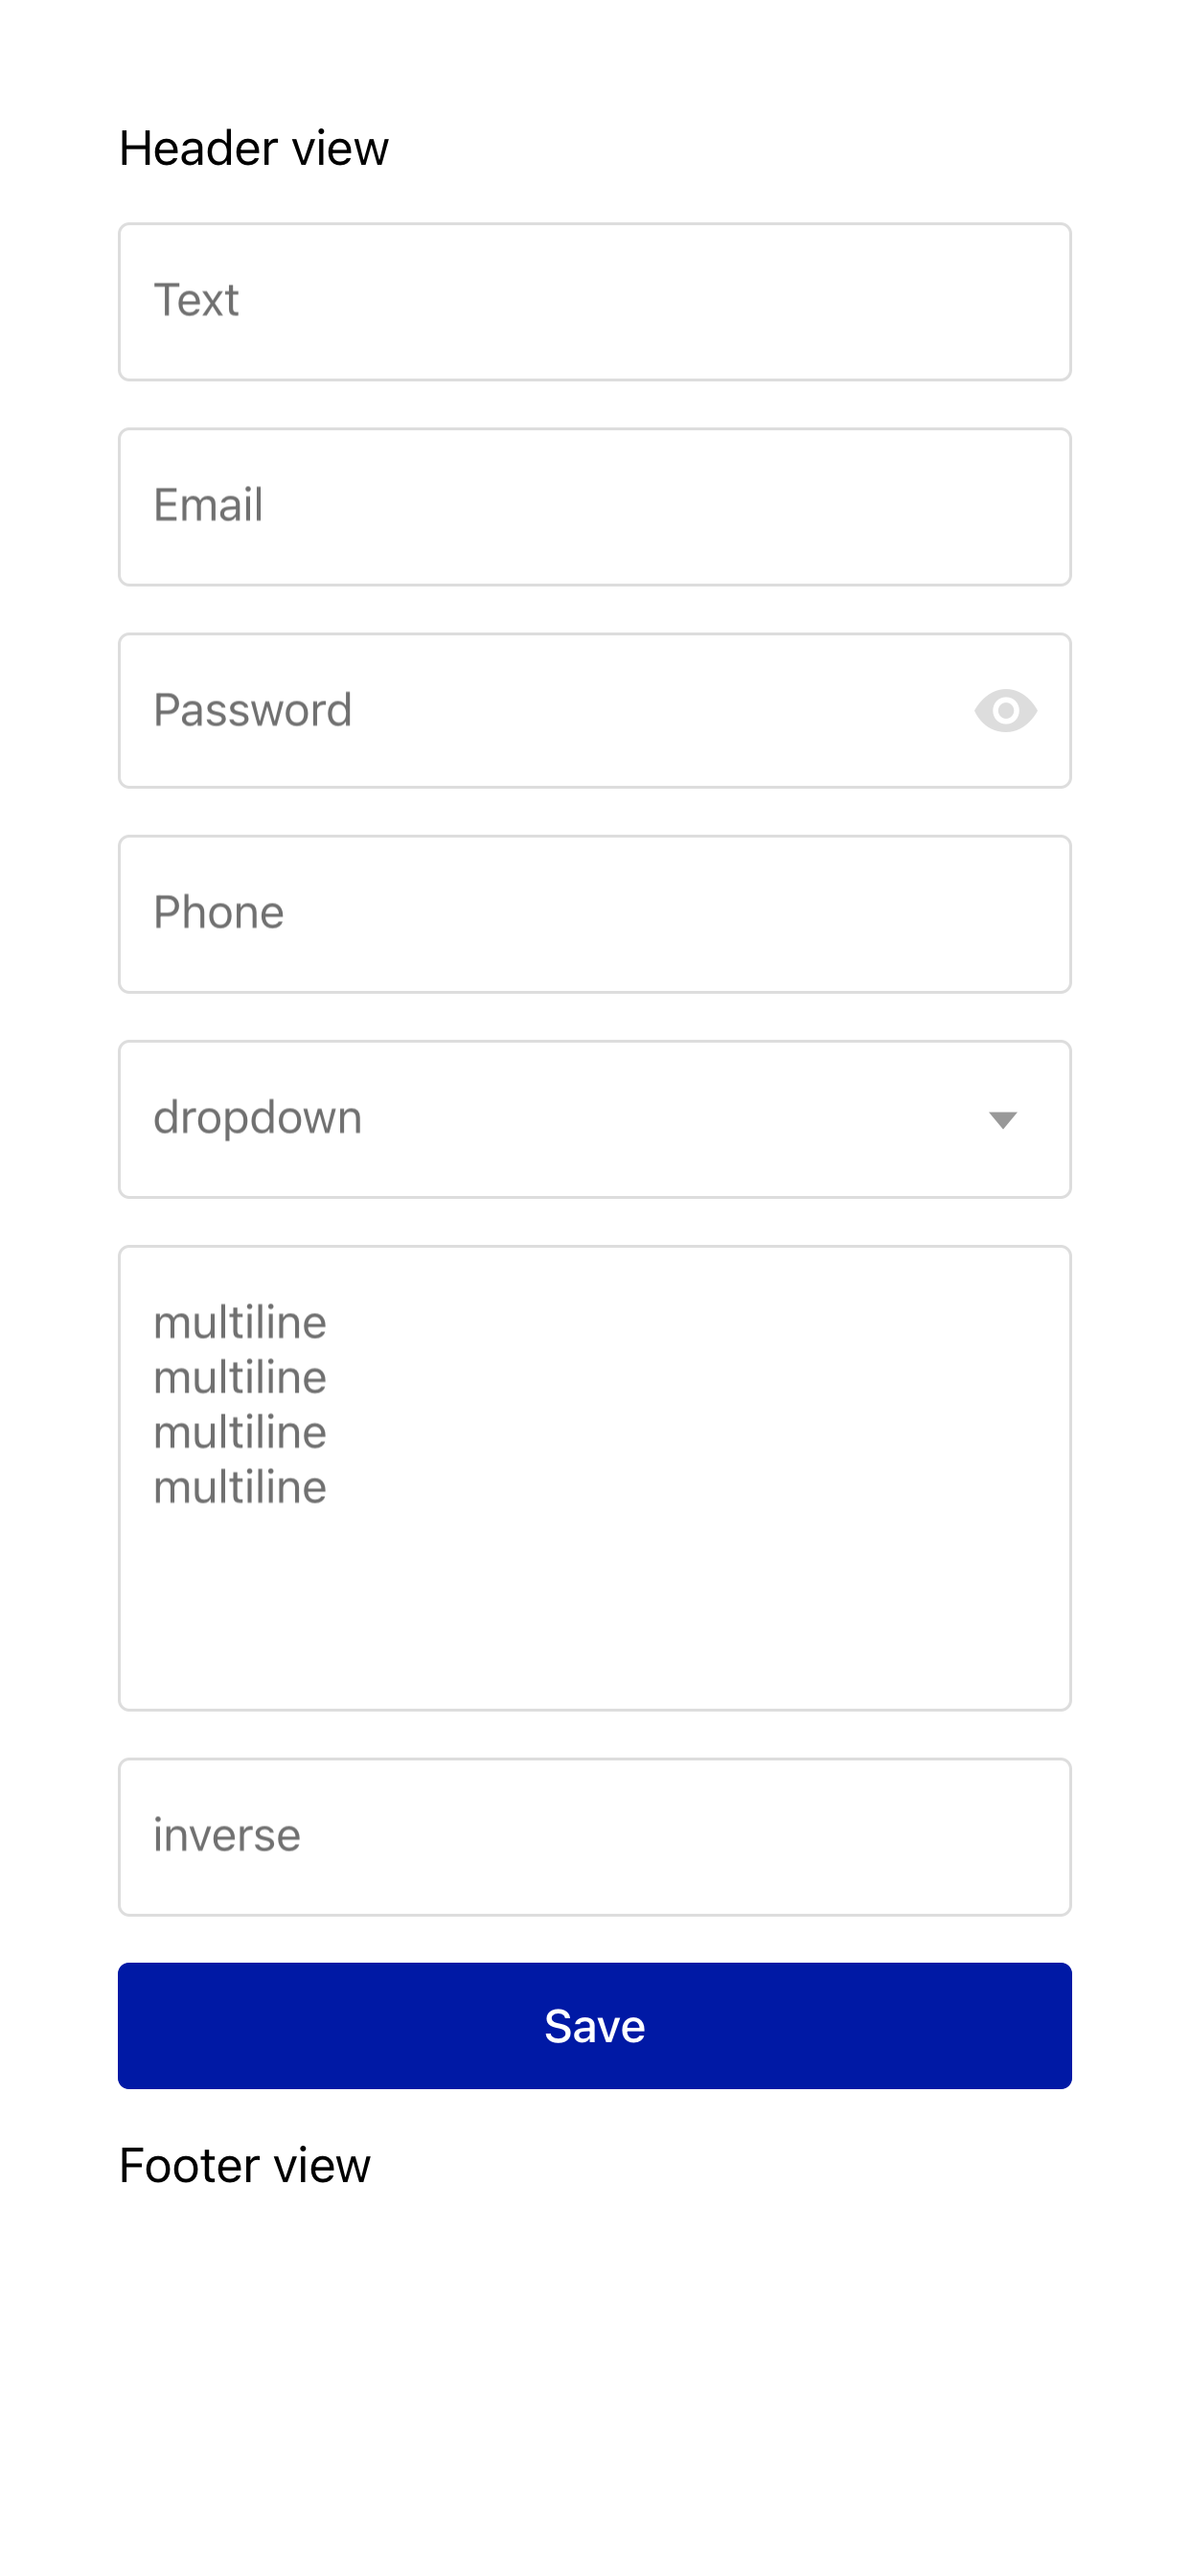 Header view
Text
Email
Password
Phone
dropdown
multiline
multiline
multiline
multiline
inverse
Save
Footer view